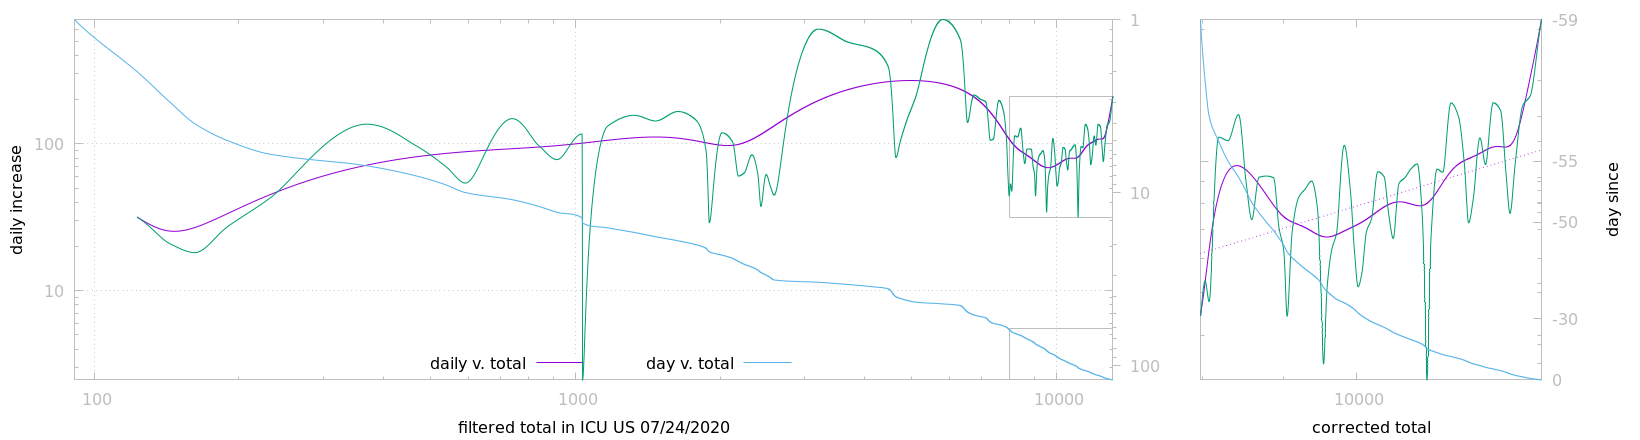 daily increase
100
10
1
10
100
daily v. total
day v. total
100
1000
10000
filtered total in ICU US 07/24/2020
-59
-55
-50
-30
0
day since
10000
corrected total